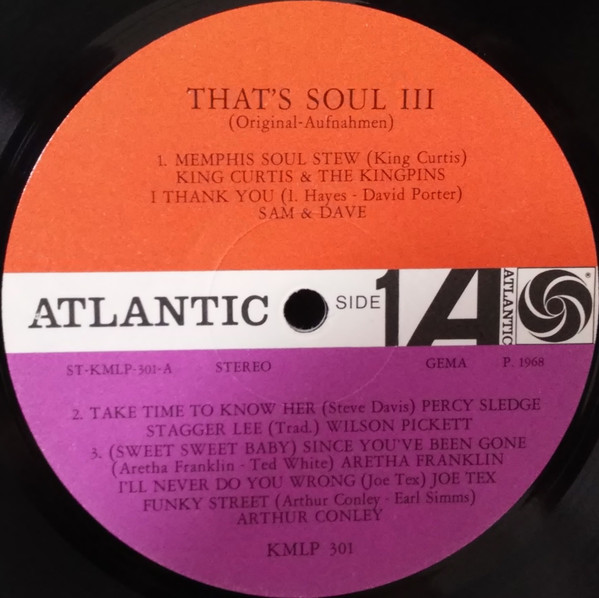 THAT'S SOUL III
(Original-Aufnahmen)
1. MEMPHIS SOUL STEW (King Curtis)
KING CURTIS & THE KINGPINS
I THANK YOU (I. Hayes - David Porter)
SAM & DAVE
ATLANTIC
SIDE 1
A
ATLANTIC
ST-KMLP-301-A STEREO GEMA P. 1968
2. TAKE TIME TO KNOW HER (Steve Davis) PERCY SLEDGE
STAGGER LEE (Trad.) WILSON PICKETT
3. (SWEET SWEET BABY) SINCE YOU'VE BEEN GONE
(Aretha Franklin - Ted White) ARETHA FRANKLIN
I'LL NEVER DO YOU WRONG (Joe Tex) JOE TEX
FUNKY STREET (Arthur Conley - Earl Simms)
ARTHUR CONLEY
KMLP 301